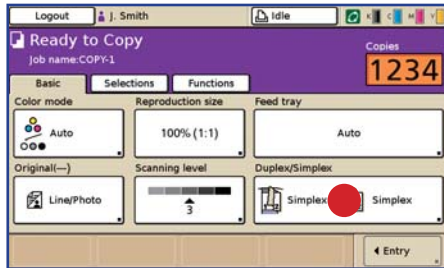 Logout J. Smith Idle K C M Y
Ready to Copy
Job name:COPY-1
Copies
1234
Basic Selections Functions
Color mode Reproduction size Feed tray
Auto 100% (1:1) Auto
Original(—) Scanning level Duplex/Simplex
Line/Photo 3 Simplex Simplex
Entry